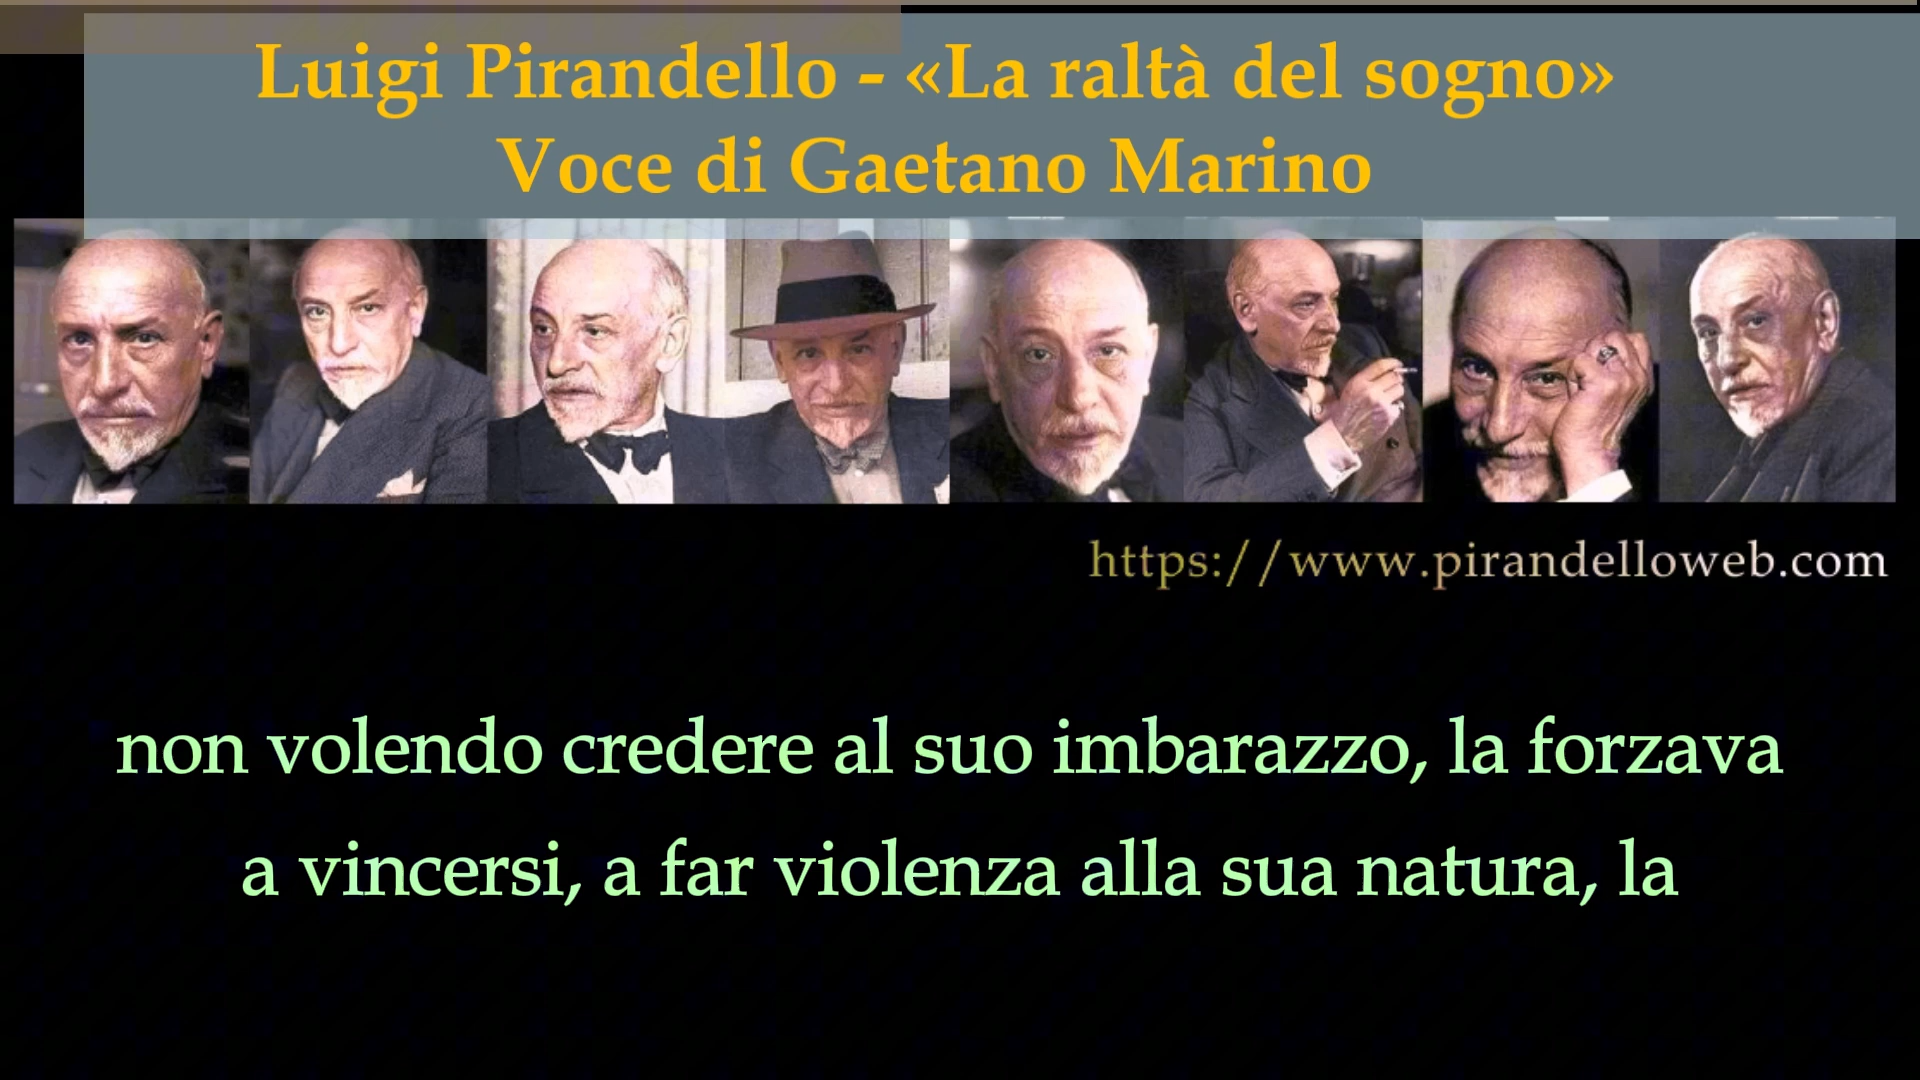 Luigi Pirandello - «La raltà del sogno»
Voce di Gaetano Marino
https://www.pirandelloweb.com
non volendo credere al suo imbarazzo, la forzava
a vincersi, a far violenza alla sua natura, la